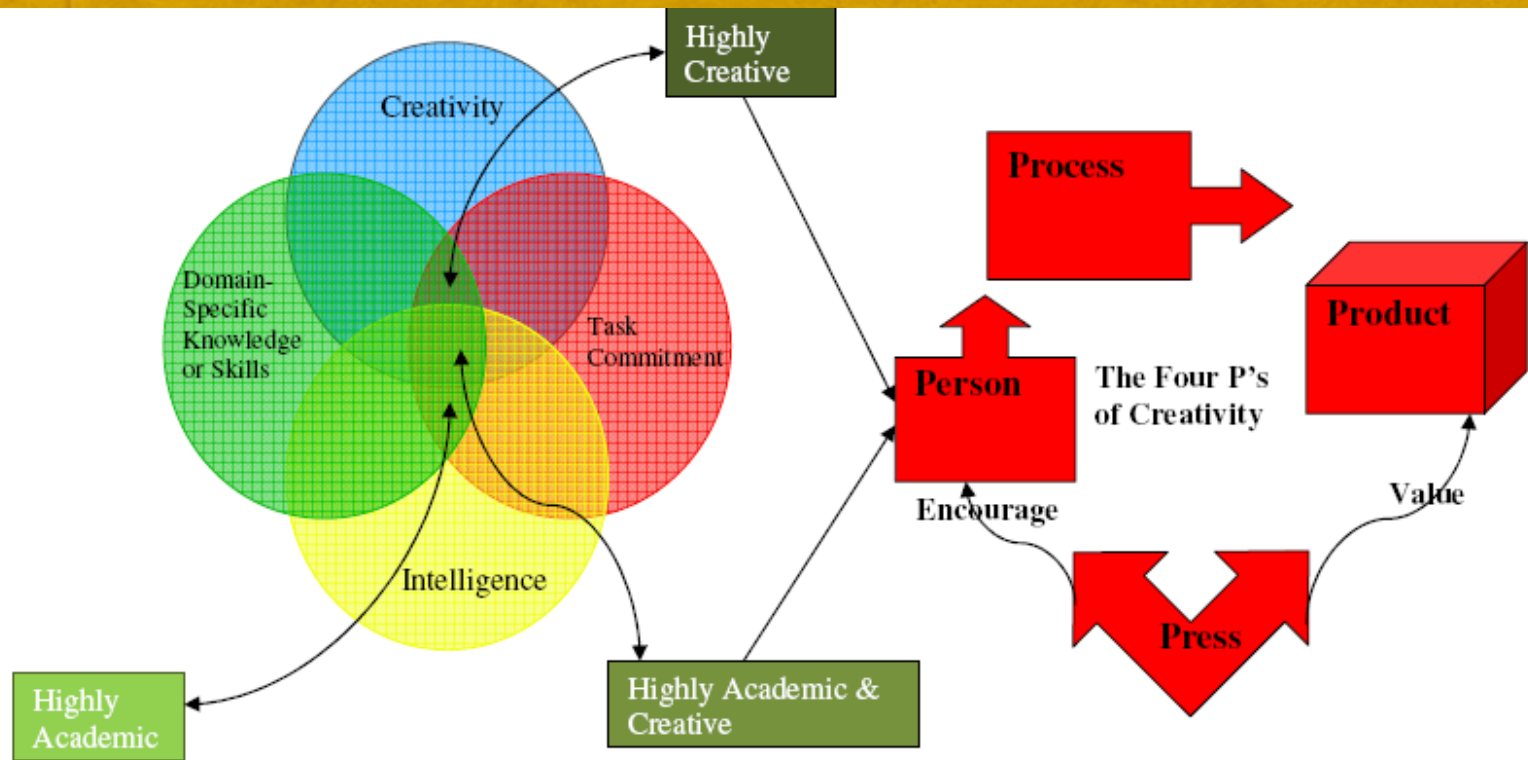 Highly
Creative
Creativity
Process
Domain-
Specific
Knowledge
or Skills
Task
Commitment
Product
Person
The Four P's
of Creativity
Encourage
Value
Intelligence
Press
Highly Academic &
Creative
Highly
Academic